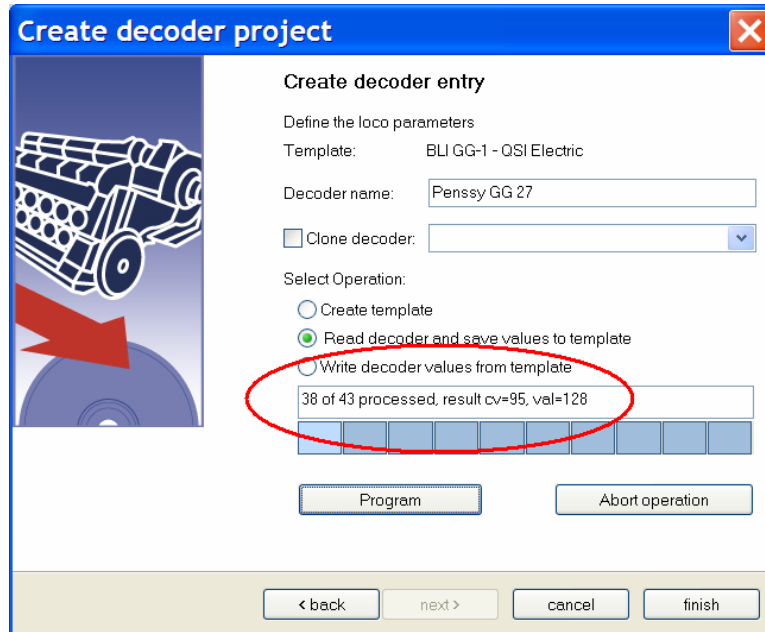 Create decoder project
Create decoder entry
Define the loco parameters
Template: BLI GG-1 - QSI Electric
Decoder name: Penssy GG 27
Clone decoder:
Select Operation:
Create template
Read decoder and save values to template
Write decoder values from template
38 of 43 processed, result cv=95, val=128
Program Abort operation
< back next > cancel finish